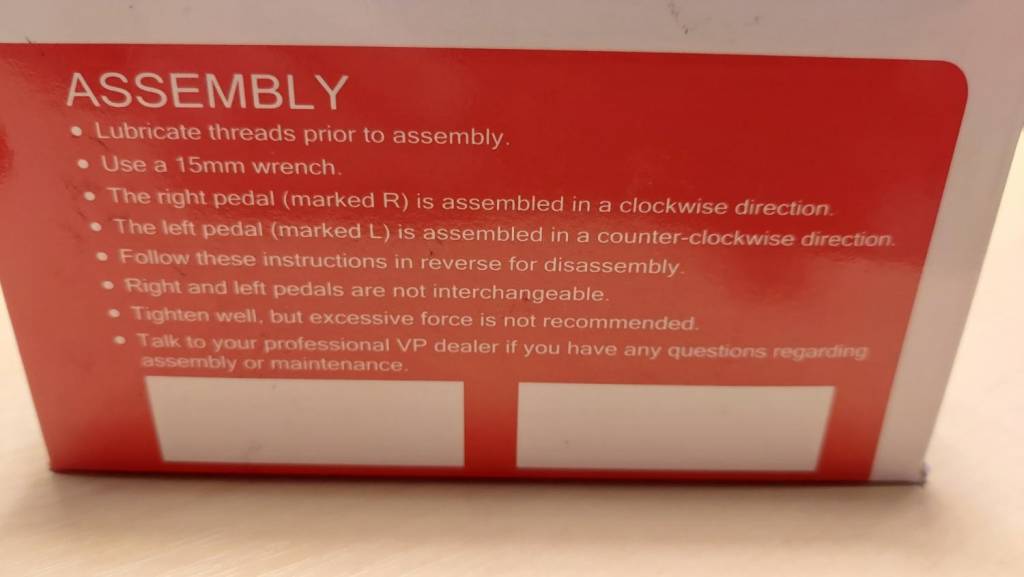 ASSEMBLY
• Lubricate threads prior to assembly.
• Use a 15mm wrench.
• The right pedal (marked R) is assembled in a clockwise direction.
• The left pedal (marked L) is assembled in a counter-clockwise direction.
• Follow these instructions in reverse for disassembly.
• Right and left pedals are not interchangeable.
• Tighten well, but excessive force is not recommended.
• Talk to your professional VP dealer if you have any questions regarding
assembly or maintenance.